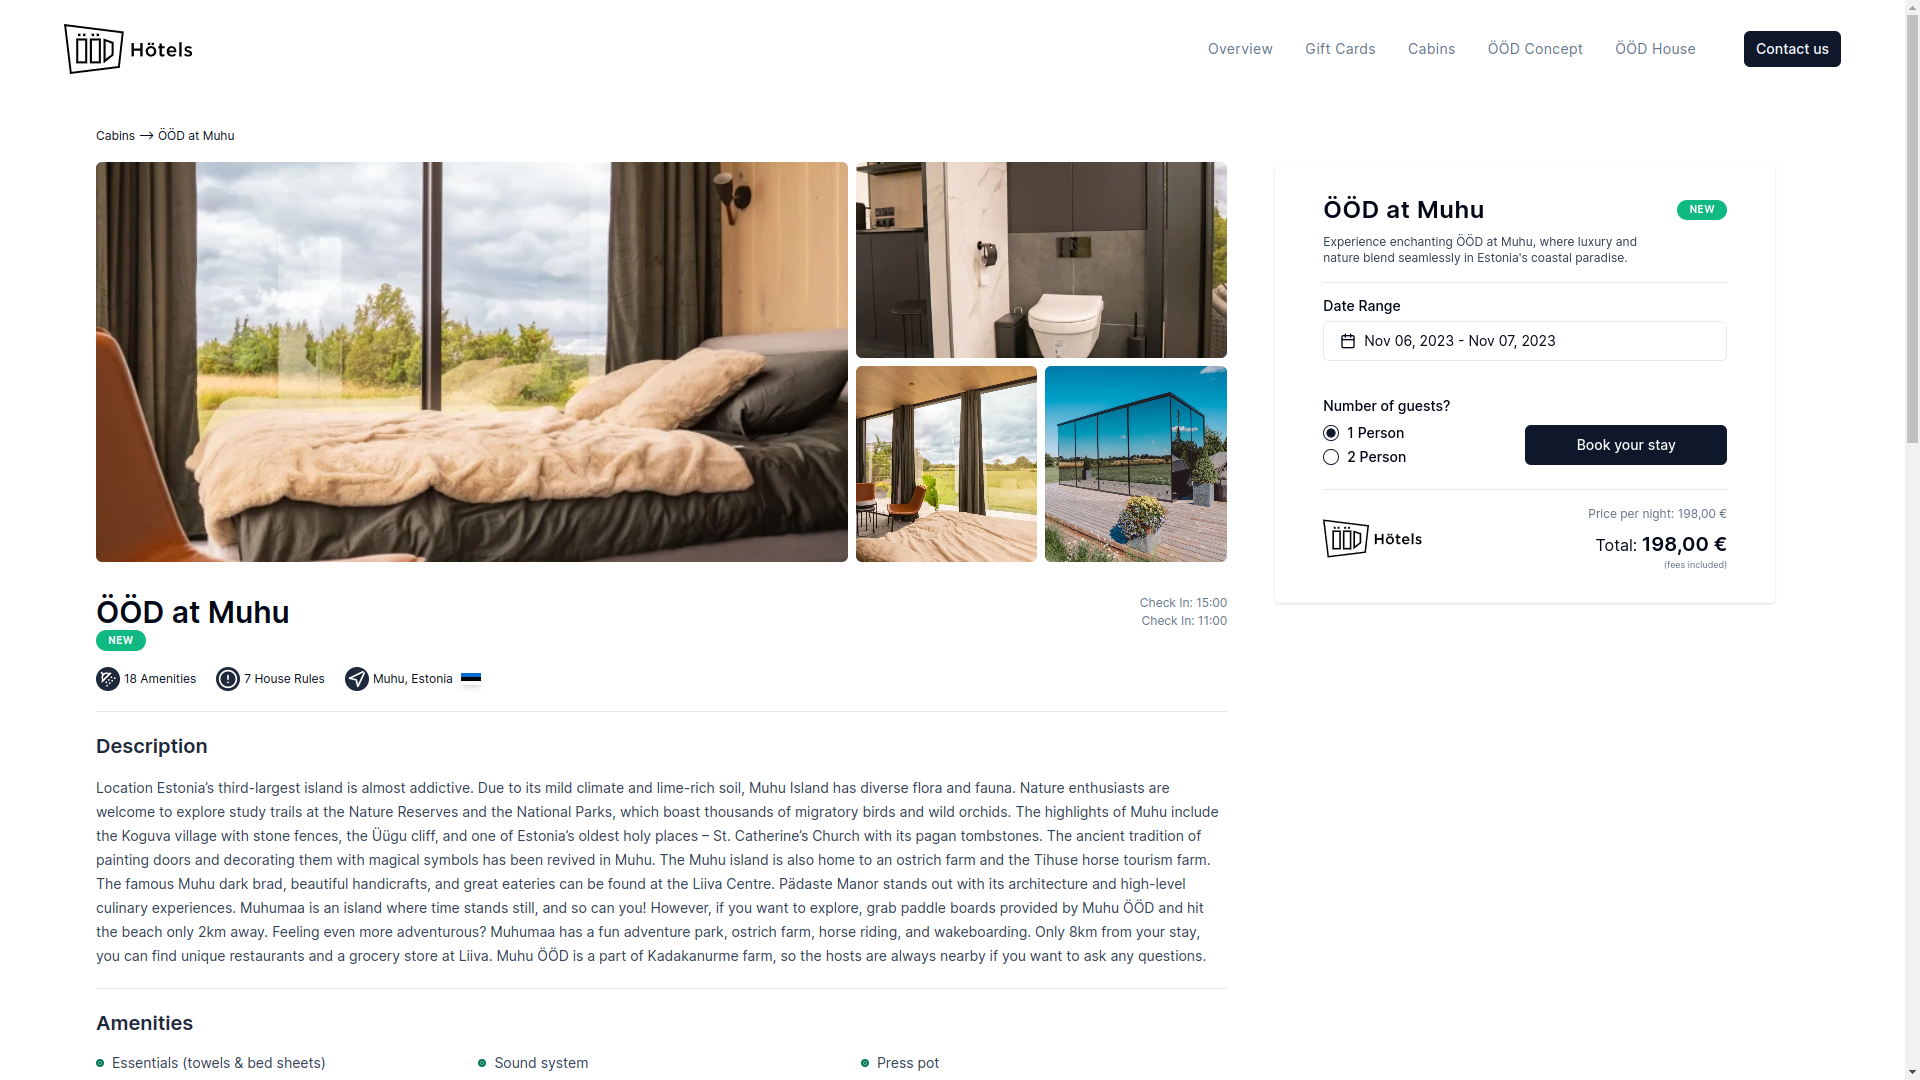 ÖÖD Hötels
Overview
Gift Cards
Cabins
ÖÖD Concept
ÖÖD House
Contact us
Cabins → ÖÖD at Muhu
ÖÖD at Muhu
NEW
Experience enchanting ÖÖD at Muhu, where luxury and
nature blend seamlessly in Estonia's coastal paradise.
Date Range
Nov 06, 2023 - Nov 07, 2023
Number of guests?
1 Person
2 Person
Book your stay
Price per night: 198,00 €
ÖÖD Hötels
Total: 198,00 €
(fees included)
ÖÖD at Muhu
NEW
Check In: 15:00
Check In: 11:00
18 Amenities
7 House Rules
Muhu, Estonia
Description
Location Estonia’s third-largest island is almost addictive. Due to its mild climate and lime-rich soil, Muhu Island has diverse flora and fauna. Nature enthusiasts are
welcome to explore study trails at the Nature Reserves and the National Parks, which boast thousands of migratory birds and wild orchids. The highlights of Muhu include
the Koguva village with stone fences, the Üügu cliff, and one of Estonia’s oldest holy places – St. Catherine’s Church with its pagan tombstones. The ancient tradition of
painting doors and decorating them with magical symbols has been revived in Muhu. The Muhu island is also home to an ostrich farm and the Tihuse horse tourism farm.
The famous Muhu dark brad, beautiful handicrafts, and great eateries can be found at the Liiva Centre. Pädaste Manor stands out with its architecture and high-level
culinary experiences. Muhumaa is an island where time stands still, and so can you! However, if you want to explore, grab paddle boards provided by Muhu ÖÖD and hit
the beach only 2km away. Feeling even more adventurous? Muhumaa has a fun adventure park, ostrich farm, horse riding, and wakeboarding. Only 8km from your stay,
you can find unique restaurants and a grocery store at Liiva. Muhu ÖÖD is a part of Kadakanurme farm, so the hosts are always nearby if you want to ask any questions.
Amenities
Essentials (towels & bed sheets)
Sound system
Press pot